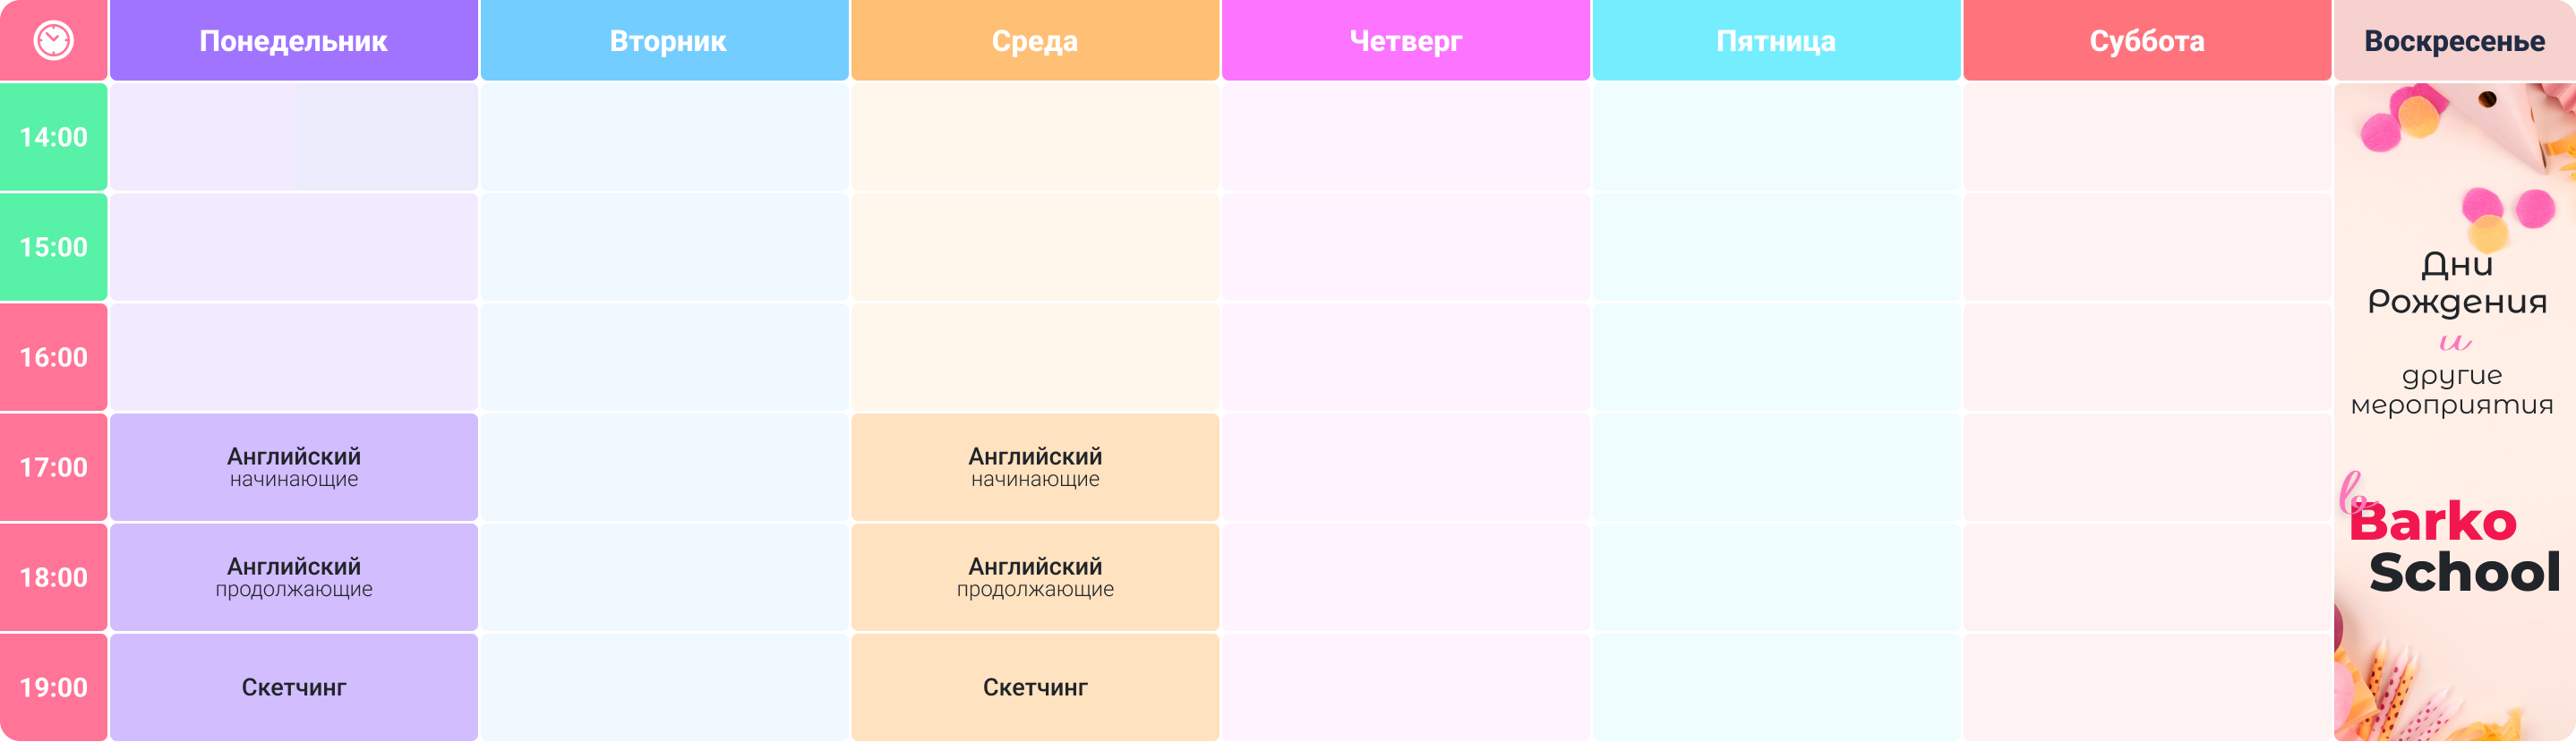 Понедельник Вторник Среда Четверг Пятница Суббота Воскресенье
14:00
15:00
16:00
17:00 Английский Английский
начинающие начинающие
18:00 Английский Английский
продолжающие продолжающие
19:00 Скетчинг Скетчинг
Дни
Рождения
и
другие
мероприятия
в
Barko
School